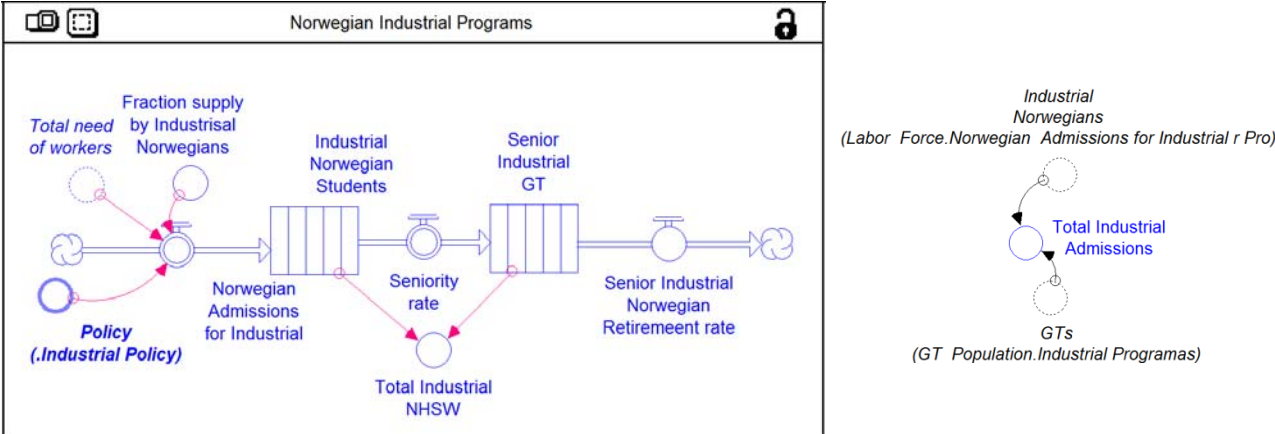 Norwegian Industrial Programs
Total need
of workers
Fraction supply
by Industrisal
Norwegians
Industrial
Norwegian
Students
Senior
Industrial
GT
Policy
(.Industrial Policy)
Norwegian
Admissions
for Industrial
Seniority
rate
Senior Industrial
Norwegian
Retiremeent rate
Total Industrial
NHSW
Industrial
Norwegians
(Labor Force.Norwegian Admissions for Industrial r Pro)
Total Industrial
Admissions
GTs
(GT Population.Industrial Programas)